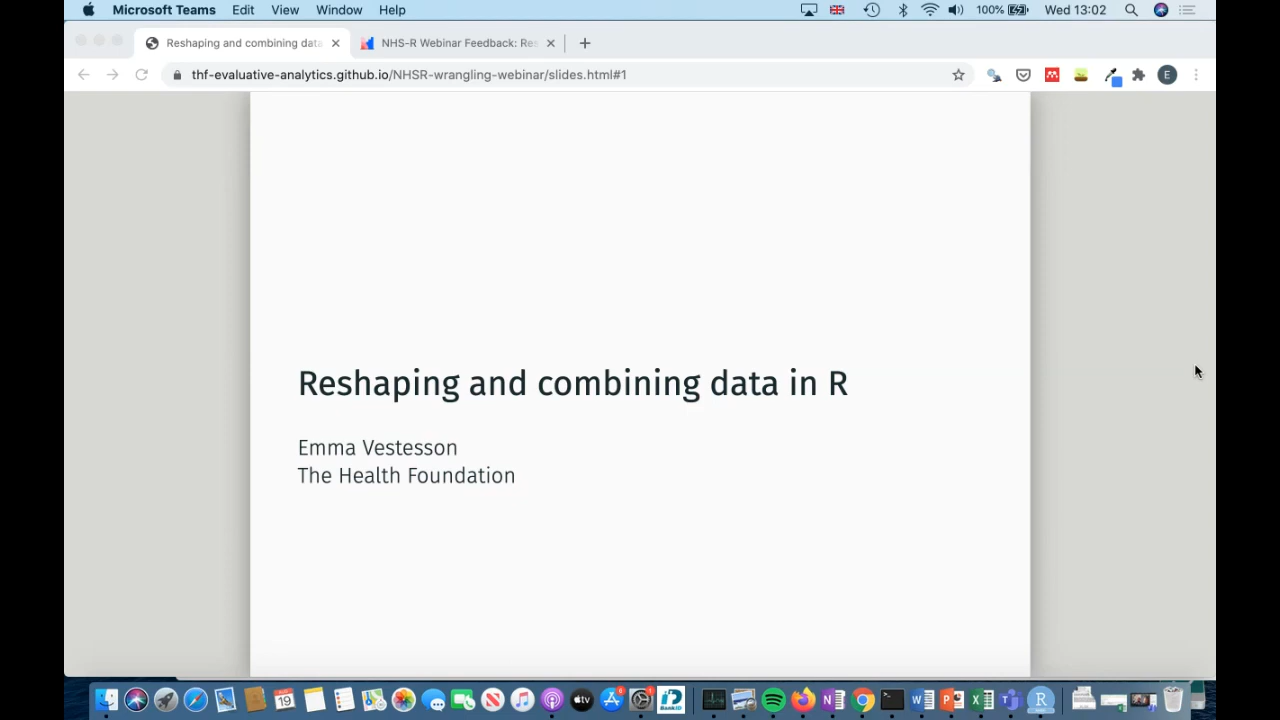 Microsoft Teams Edit View Window Help 100% Wed 13:02
Reshaping and combining data NHS-R Webinar Feedback: Res
thf-evaluative-analytics.github.io/NHSR-wrangling-webinar/slides.html#1 E
Reshaping and combining data in R
Emma Vestesson
The Health Foundation
19